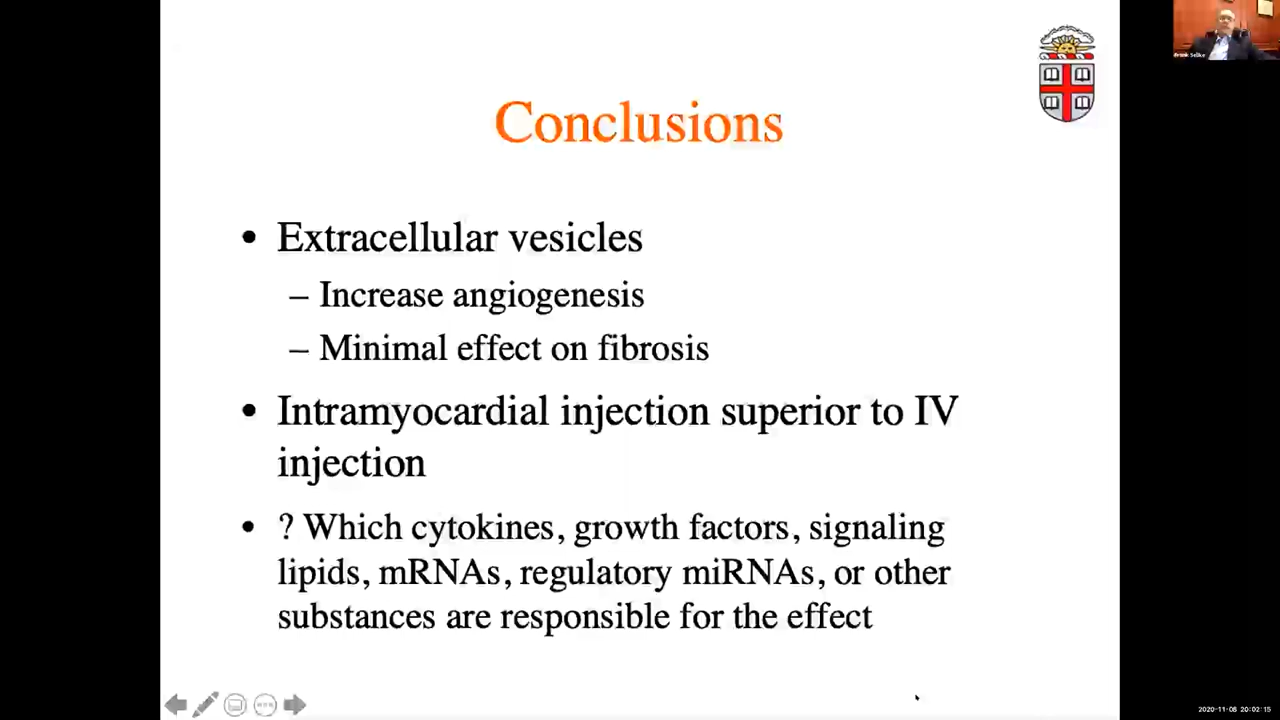 Conclusions
• Extracellular vesicles
– Increase angiogenesis
– Minimal effect on fibrosis
• Intramyocardial injection superior to IV
injection
• ? Which cytokines, growth factors, signaling
lipids, mRNAs, regulatory miRNAs, or other
substances are responsible for the effect
2020-11-08 20:02:15